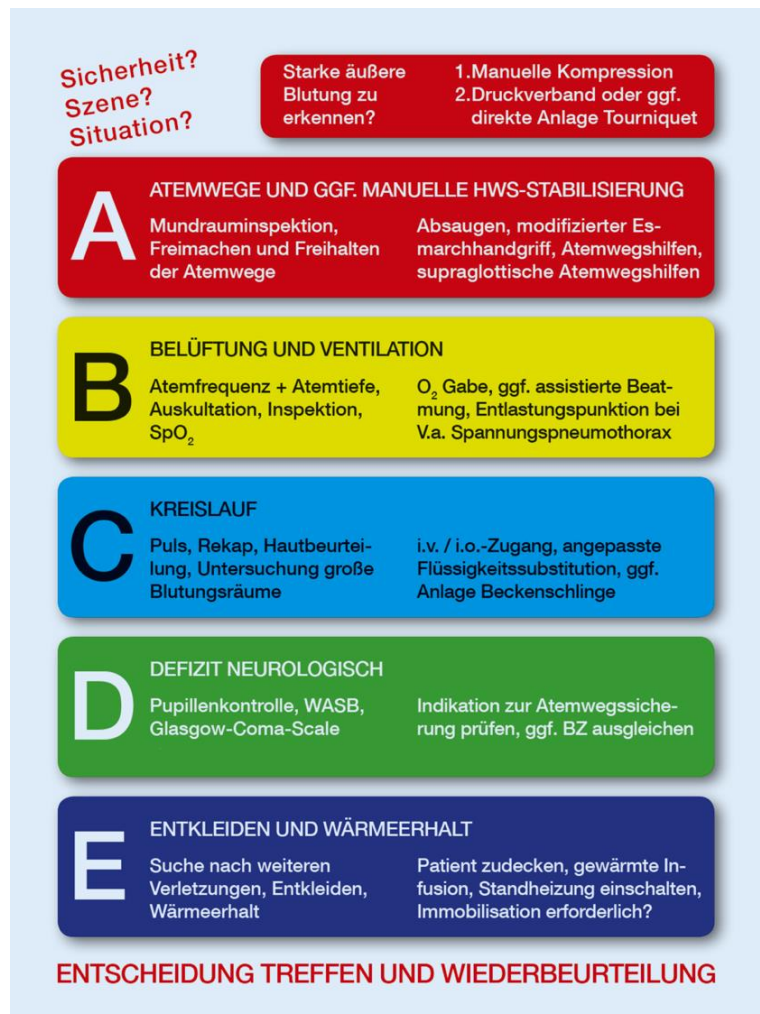 Sicherheit?
Szene?
Situation?
Starke äußere
Blutung zu
erkennen?
1.Manuelle Kompression
2.Druckverband oder ggf.
direkte Anlage Tourniquet
A
ATEMWEGE UND GGF. MANUELLE HWS-STABILISIERUNG
Mundrauminspektion,
Freimachen und Freihalten
der Atemwege
Absaugen, modifizierter Es-
marchhandgriff, Atemwegshilfen,
supraglottische Atemwegshilfen
B
BELÜFTUNG UND VENTILATION
Atemfrequenz + Atemtiefe,
Auskultation, Inspektion,
SpO₂
O₂ Gabe, ggf. assistierte Beat-
mung, Entlastungspunktion bei
V.a. Spannungspneumothorax
C
KREISLAUF
Puls, Rekap, Hautbeurtei-
lung, Untersuchung große
Blutungsräume
i.v. / i.o.-Zugang, angepasste
Flüssigkeitssubstitution, ggf.
Anlage Beckenschlinge
D
DEFIZIT NEUROLOGISCH
Pupillenkontrolle, WASB,
Glasgow-Coma-Scale
Indikation zur Atemwegssiche-
rung prüfen, ggf. BZ ausgleichen
E
ENTKLEIDEN UND WÄRMEERHALT
Suche nach weiteren
Verletzungen, Entkleiden,
Wärmeerhalt
Patient zudecken, gewärmte In-
fusion, Standheizung einschalten,
Immobilisation erforderlich?
ENTSCHEIDUNG TREFFEN UND WIEDERBEURTEILUNG